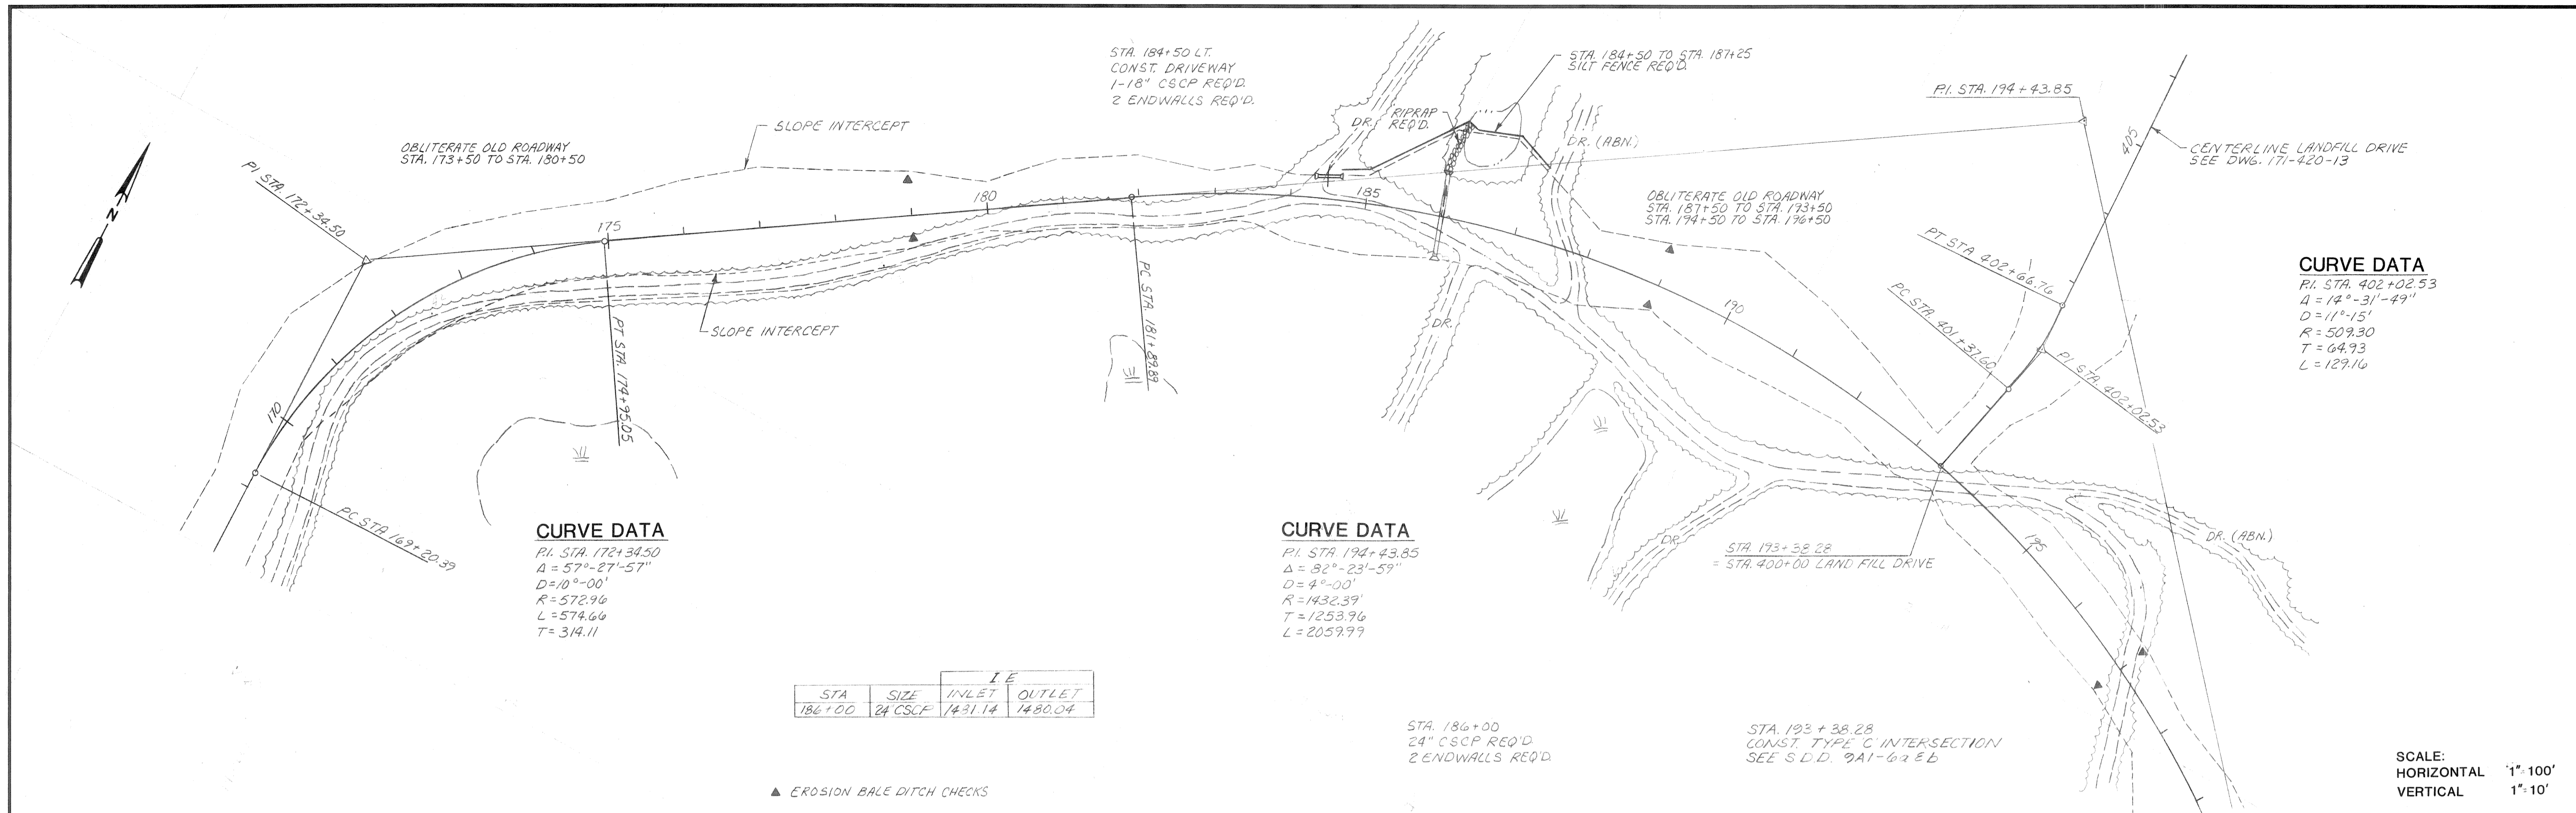 STA. 184+50 LT.
CONST. DRIVEWAY
1-18" CSCP REQ'D.
2 ENDWALLS REQ'D.
STA. 184+50 TO STA. 187+25
SILT FENCE REQ'D.
P.I. STA. 194+43.85
405
CENTERLINE LANDFILL DRIVE
SEE DWG. 171-420-13
SLOPE INTERCEPT
OBLITERATE OLD ROADWAY
STA. 173+50 TO STA. 180+50
DR.
RIPRAP
REQ'D.
DR. (ABN.)
N
PI STA. 172+34.50
175
180
185
OBLITERATE OLD ROADWAY
STA. 187+50 TO STA. 193+50
STA. 194+50 TO STA. 196+50
PT STA 402+66.76
PC STA. 401+37.60
PI STA. 402+02.53
CURVE DATA
P.I. STA. 402+02.53
Δ = 14°-31'-49"
D = 11°-15'
R = 509.30
T = 64.93
L = 129.16
SLOPE INTERCEPT
PT STA. 174+95.05
PC STA. 181+89.89
DR.
190
170
PC STA 169+20.39
CURVE DATA
P.I. STA. 172+34.50
Δ = 57°-27'-57"
D=10°-00'
R=572.96
L=574.66
T= 314.11
CURVE DATA
P.I. STA. 194+43.85
Δ = 82°-23'-59"
D= 4°-00'
R=1432.39'
T=1253.96
L=2059.99
DR.
STA. 193+38.28
= STA. 400+00 LAND FILL DRIVE
195
DR. (ABN.)
I.E
STA SIZE INLET OUTLET
186+00 24"CSCP 1481.14 1480.04
STA. 186+00
24" CSCP REQ'D.
2 ENDWALLS REQ'D.
STA. 193+38.28
CONST. TYPE 'C' INTERSECTION
SEE S.D.D. 9A1-6a & b
▲ EROSION BALE DITCH CHECKS
SCALE:
HORIZONTAL 1"=100'
VERTICAL 1"=10'